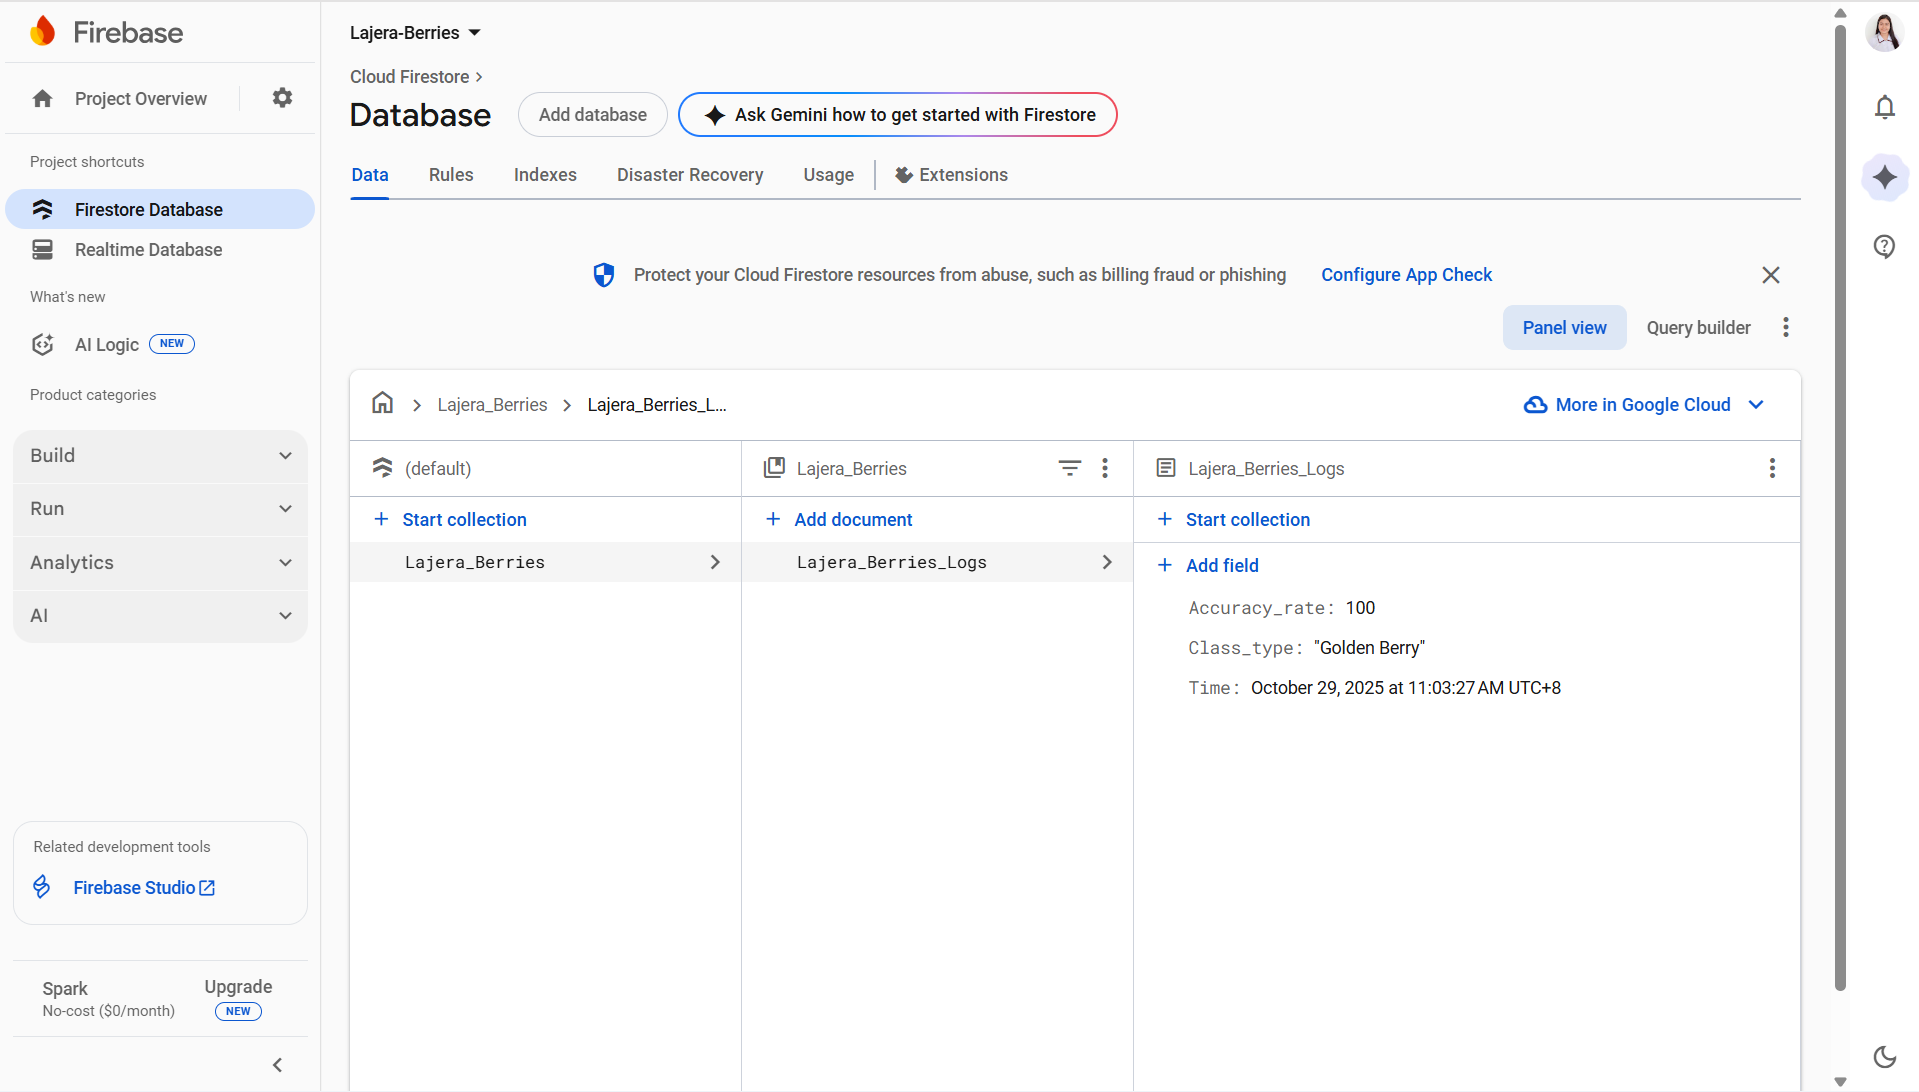 Firebase
Project Overview
Project shortcuts
Firestore Database
Realtime Database
What's new
AI Logic NEW
Product categories
Build
Run
Analytics
AI
Related development tools
Firebase Studio
Spark
No-cost ($0/month)
Upgrade
NEW
Lajera-Berries
Cloud Firestore
Database
Add database
Ask Gemini how to get started with Firestore
Data Rules Indexes Disaster Recovery Usage Extensions
Protect your Cloud Firestore resources from abuse, such as billing fraud or phishing Configure App Check
Panel view Query builder
Lajera_Berries Lajera_Berries_L...
More in Google Cloud
(default)
Start collection
Lajera_Berries
Lajera_Berries
Add document
Lajera_Berries_Logs
Lajera_Berries_Logs
Start collection
Add field
Accuracy_rate: 100
Class_type: "Golden Berry"
Time: October 29, 2025 at 11:03:27 AM UTC+8